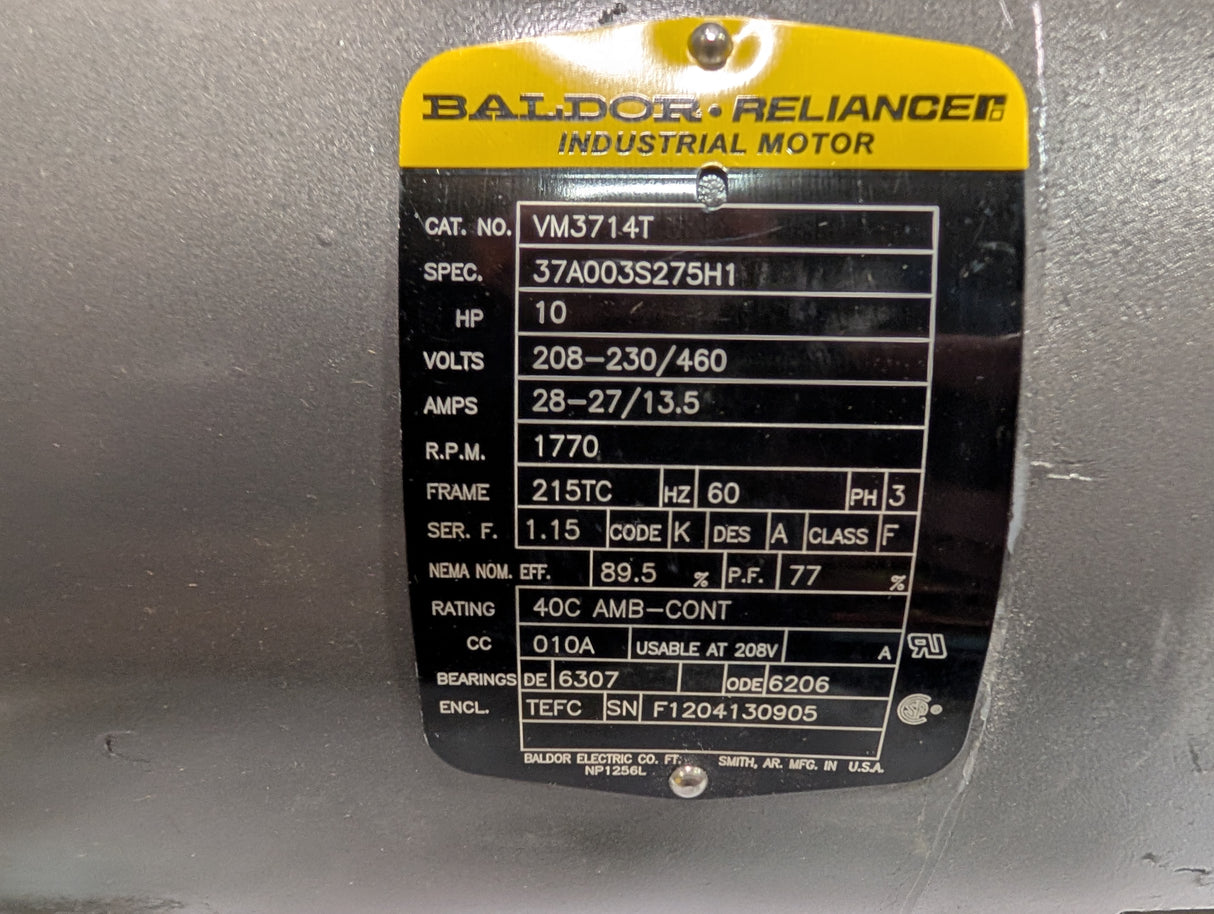 BALDOR • RELIANCE
INDUSTRIAL MOTOR
CAT. NO. VM3714T
SPEC. 37A003S275H1
HP 10
VOLTS 208-230/460
AMPS 28-27/13.5
R.P.M. 1770
FRAME 215TC HZ 60 PH 3
SER. F. 1.15 CODE K DES A CLASS F
NEMA NOM. EFF. 89.5 % P.F. 77 %
RATING 40C AMB-CONT
CC 010A USABLE AT 208V A
BEARINGS DE 6307 ODE 6206
ENCL. TEFC SN F1204130905
BALDOR ELECTRIC CO. FT. SMITH, AR. MFG. IN U.S.A.
NP1256L